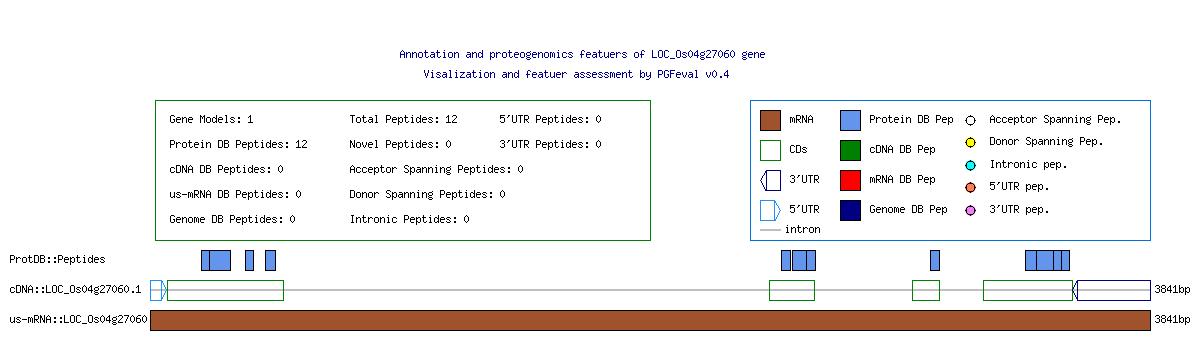 Annotation and proteogenomics featuers of LOC_Os04g27060 gene
Visalization and featuer assessment by PGFeval v0.4
Gene Models: 1
Total Peptides: 12
5'UTR Peptides: 0
Protein DB Peptides: 12
Novel Peptides: 0
3'UTR Peptides: 0
cDNA DB Peptides: 0
Acceptor Spanning Peptides: 0
us-mRNA DB Peptides: 0
Donor Spanning Peptides: 0
Genome DB Peptides: 0
Intronic Peptides: 0
mRNA
Protein DB Pep
Acceptor Spanning Pep.
CDs
cDNA DB Pep
Donor Spanning Pep.
3'UTR
mRNA DB Pep
Intronic pep.
5'UTR
Genome DB Pep
5'UTR pep.
3'UTR pep.
intron
ProtDB::Peptides
cDNA::LOC_Os04g27060.1
3841bp
us-mRNA::LOC_Os04g27060
3841bp